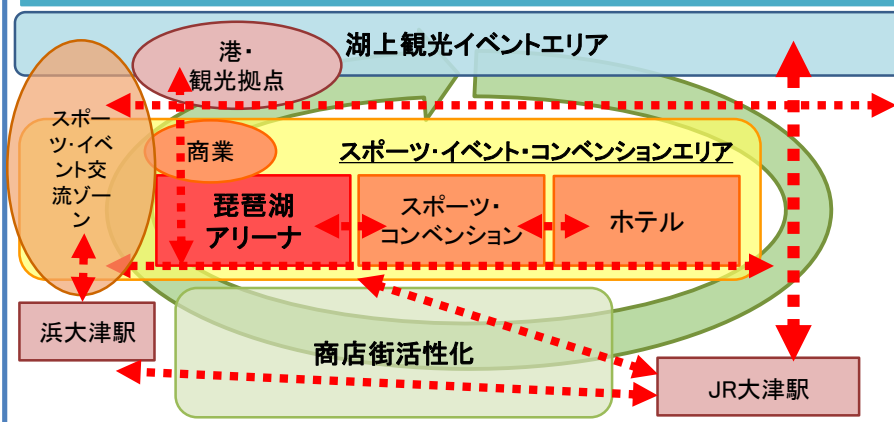 湖上観光イベントエリア
港・
観光拠点
スポー
ツ・イベ
ント交
流ゾー
ン
商業
スポーツ・イベント・コンベンションエリア
琵琶湖
アリーナ
スポーツ・
コンベンション
ホテル
浜大津駅
商店街活性化
JR大津駅